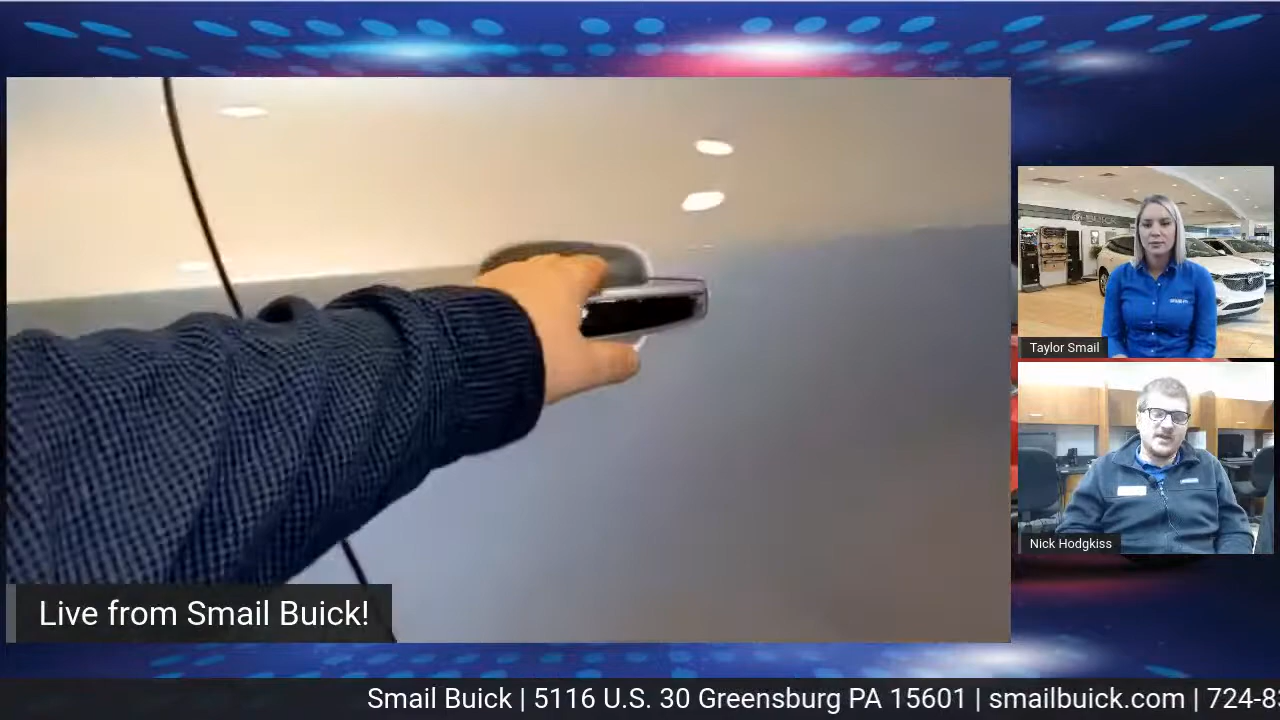 BUICK
Taylor Smail
Nick Hodgkiss
Live from Smail Buick!
Smail Buick | 5116 U.S. 30 Greensburg PA 15601 | smailbuick.com | 724-8